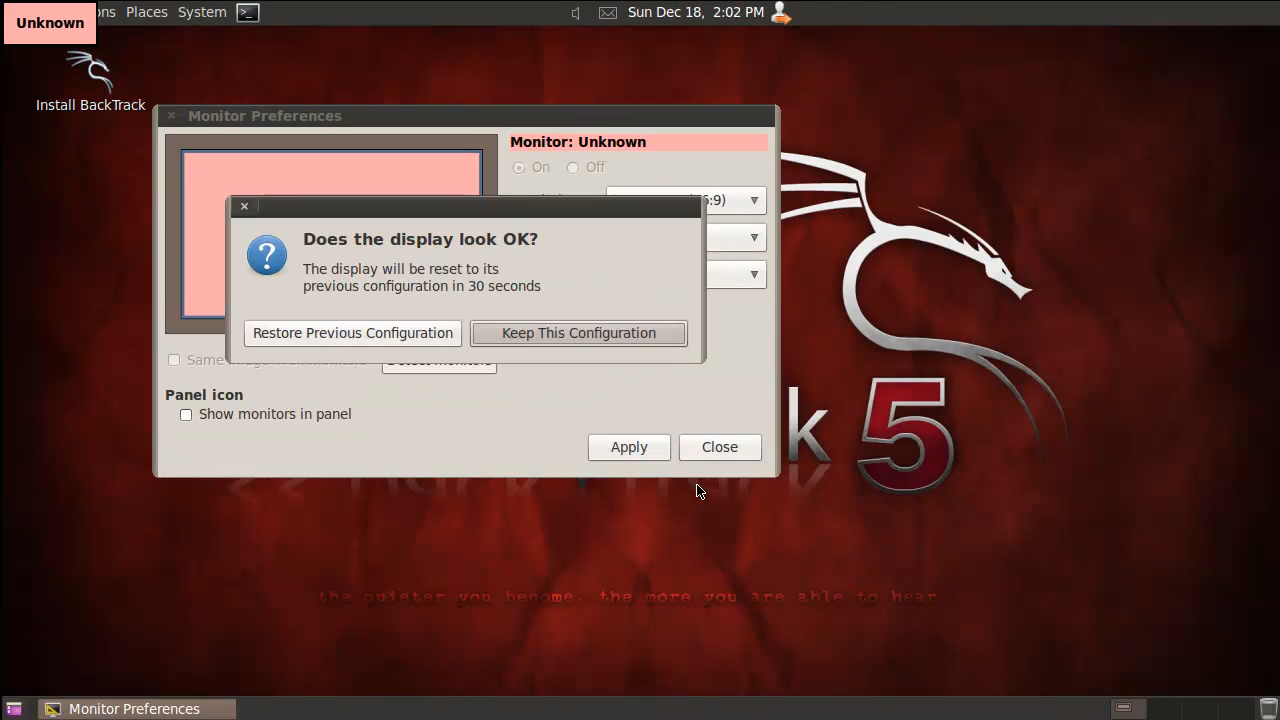 Unknown
ons Places System
Sun Dec 18, 2:02 PM
Install BackTrack
Monitor Preferences
Monitor: Unknown
On Off
6:9)
Does the display look OK?
The display will be reset to its
previous configuration in 30 seconds
Restore Previous Configuration Keep This Configuration
Same
Panel icon
Show monitors in panel
Apply Close
k 5
the quieter you become, the more you are able to hear
Monitor Preferences